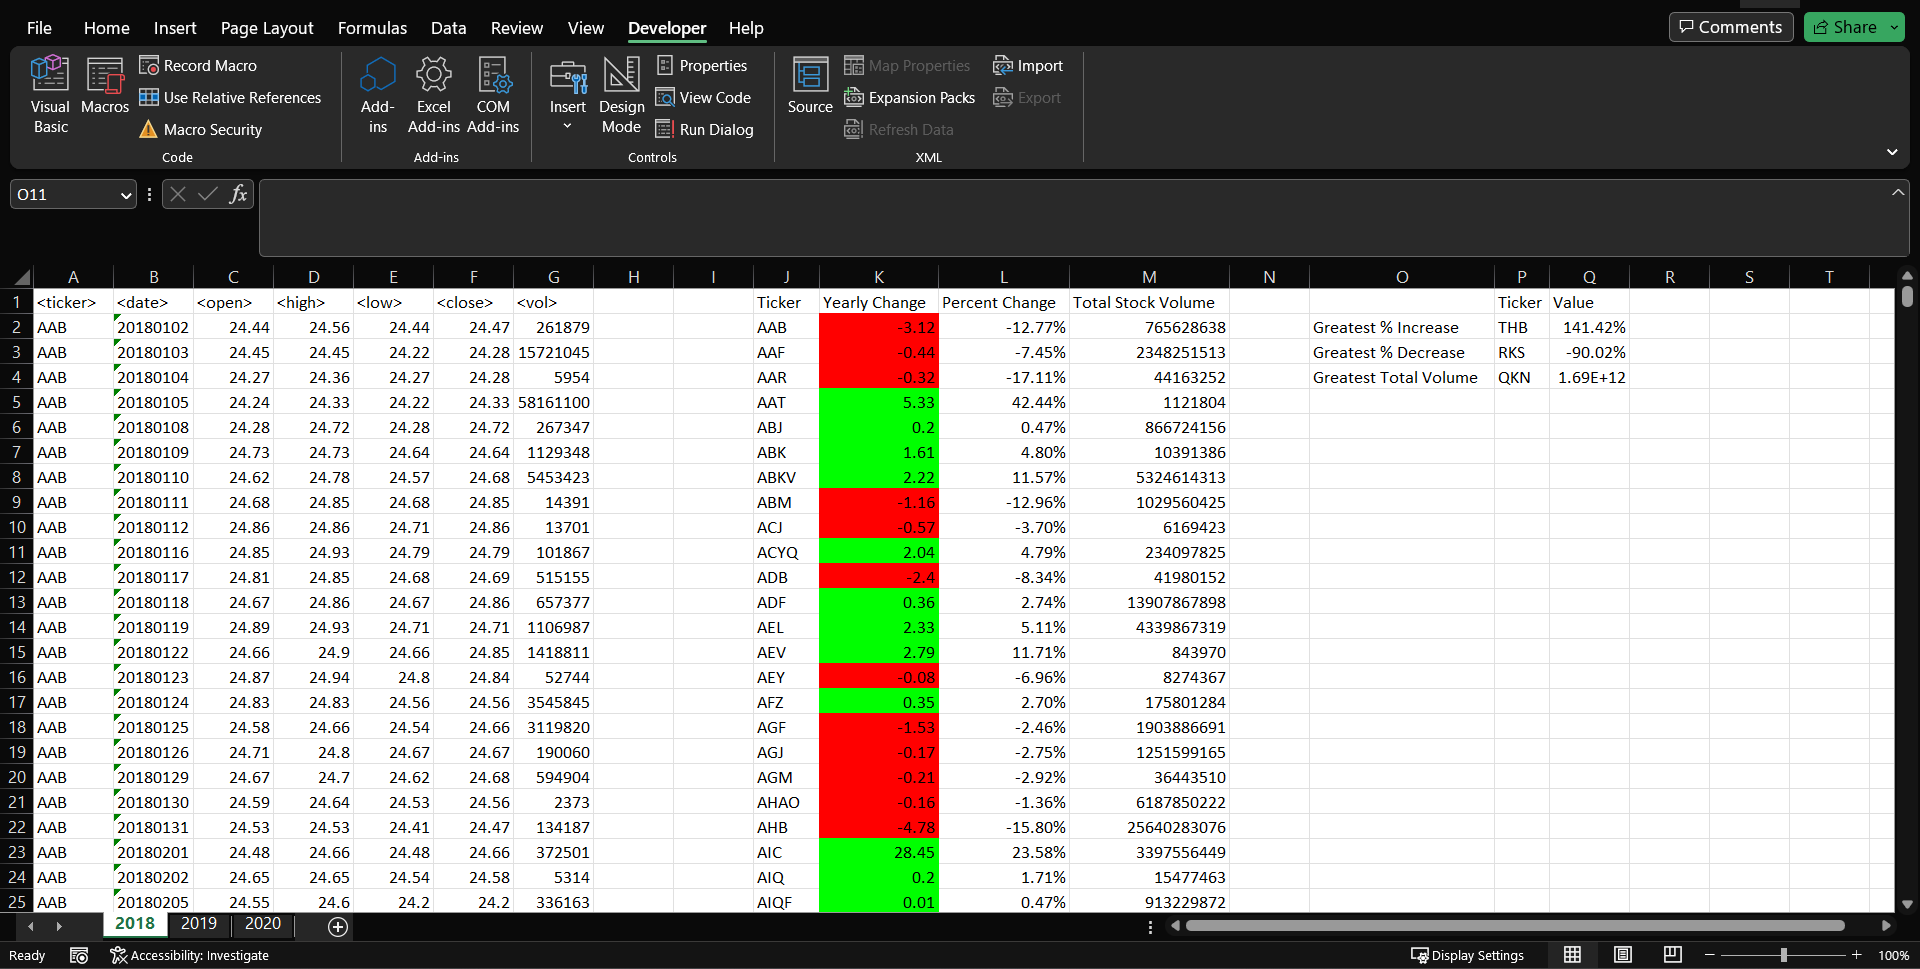 File Home Insert Page Layout Formulas Data Review View Developer Help Comments Share
Visual Basic Macros Record Macro Use Relative References Macro Security Code
Add-ins Excel Add-ins COM Add-ins Add-ins
Insert Design Mode Properties View Code Run Dialog Controls
Source Map Properties Expansion Packs Refresh Data Import Export XML
O11 fx
A B C D E F G H I J K L M N O P Q R S T
1 <ticker> <date> <open> <high> <low> <close> <vol> Ticker Yearly Change Percent Change Total Stock Volume Ticker Value
2 AAB 20180102 24.44 24.56 24.44 24.47 261879 AAB -3.12 -12.77% 765628638 Greatest % Increase THB 141.42%
3 AAB 20180103 24.45 24.45 24.22 24.28 15721045 AAF -0.44 -7.45% 2348251513 Greatest % Decrease RKS -90.02%
4 AAB 20180104 24.27 24.36 24.27 24.28 5954 AAR -0.32 -17.11% 44163252 Greatest Total Volume QKN 1.69E+12
5 AAB 20180105 24.24 24.33 24.22 24.33 58161100 AAT 5.33 42.44% 1121804
6 AAB 20180108 24.28 24.72 24.28 24.72 267347 ABJ 0.2 0.47% 866724156
7 AAB 20180109 24.73 24.73 24.64 24.64 1129348 ABK 1.61 4.80% 10391386
8 AAB 20180110 24.62 24.78 24.57 24.68 5453423 ABKV 2.22 11.57% 5324614313
9 AAB 20180111 24.68 24.85 24.68 24.85 14391 ABM -1.16 -12.96% 1029560425
10 AAB 20180112 24.86 24.86 24.71 24.86 13701 ACJ -0.57 -3.70% 6169423
11 AAB 20180116 24.85 24.93 24.79 24.79 101867 ACYQ 2.04 4.79% 234097825
12 AAB 20180117 24.81 24.85 24.68 24.69 515155 ADB -2.4 -8.34% 41980152
13 AAB 20180118 24.67 24.86 24.67 24.86 657377 ADF 0.36 2.74% 13907867898
14 AAB 20180119 24.89 24.93 24.71 24.71 1106987 AEL 2.33 5.11% 4339867319
15 AAB 20180122 24.66 24.9 24.66 24.85 1418811 AEV 2.79 11.71% 843970
16 AAB 20180123 24.87 24.94 24.8 24.84 52744 AEY -0.08 -6.96% 8274367
17 AAB 20180124 24.83 24.83 24.56 24.56 3545845 AFZ 0.35 2.70% 175801284
18 AAB 20180125 24.58 24.66 24.54 24.66 3119820 AGF -1.53 -2.46% 1903886691
19 AAB 20180126 24.71 24.8 24.67 24.67 190060 AGJ -0.17 -2.75% 1251599165
20 AAB 20180129 24.67 24.7 24.62 24.68 594904 AGM -0.21 -2.92% 36443510
21 AAB 20180130 24.59 24.64 24.53 24.56 2373 AHAO -0.16 -1.36% 6187850222
22 AAB 20180131 24.53 24.53 24.41 24.47 134187 AHB -4.78 -15.80% 25640283076
23 AAB 20180201 24.48 24.66 24.48 24.66 372501 AIC 28.45 23.58% 3397556449
24 AAB 20180202 24.65 24.65 24.54 24.58 5314 AIQ 0.2 1.71% 15477463
25 AAB 20180205 24.55 24.6 24.2 24.2 336163 AIQF 0.01 0.47% 913229872
2018 2019 2020
Ready Accessibility: Investigate Display Settings 100%